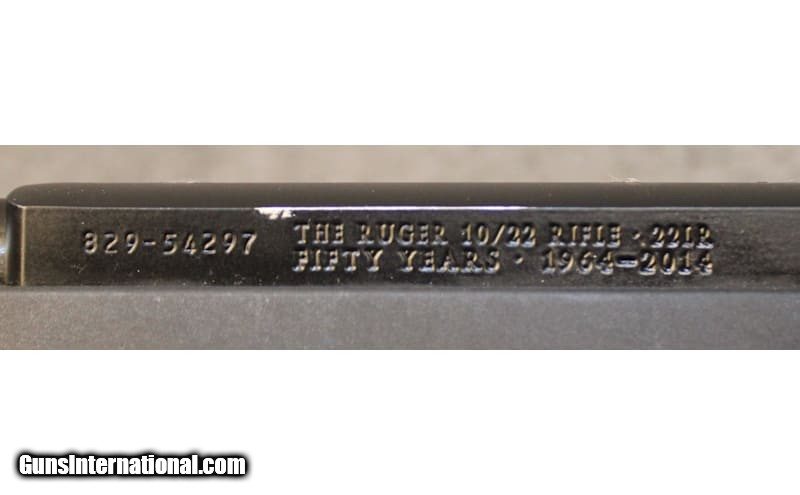 829-54297 THE RUGER 10/22 RIFLE · .22LR
FIFTY YEARS · 1964-2014
GunsInternational.com